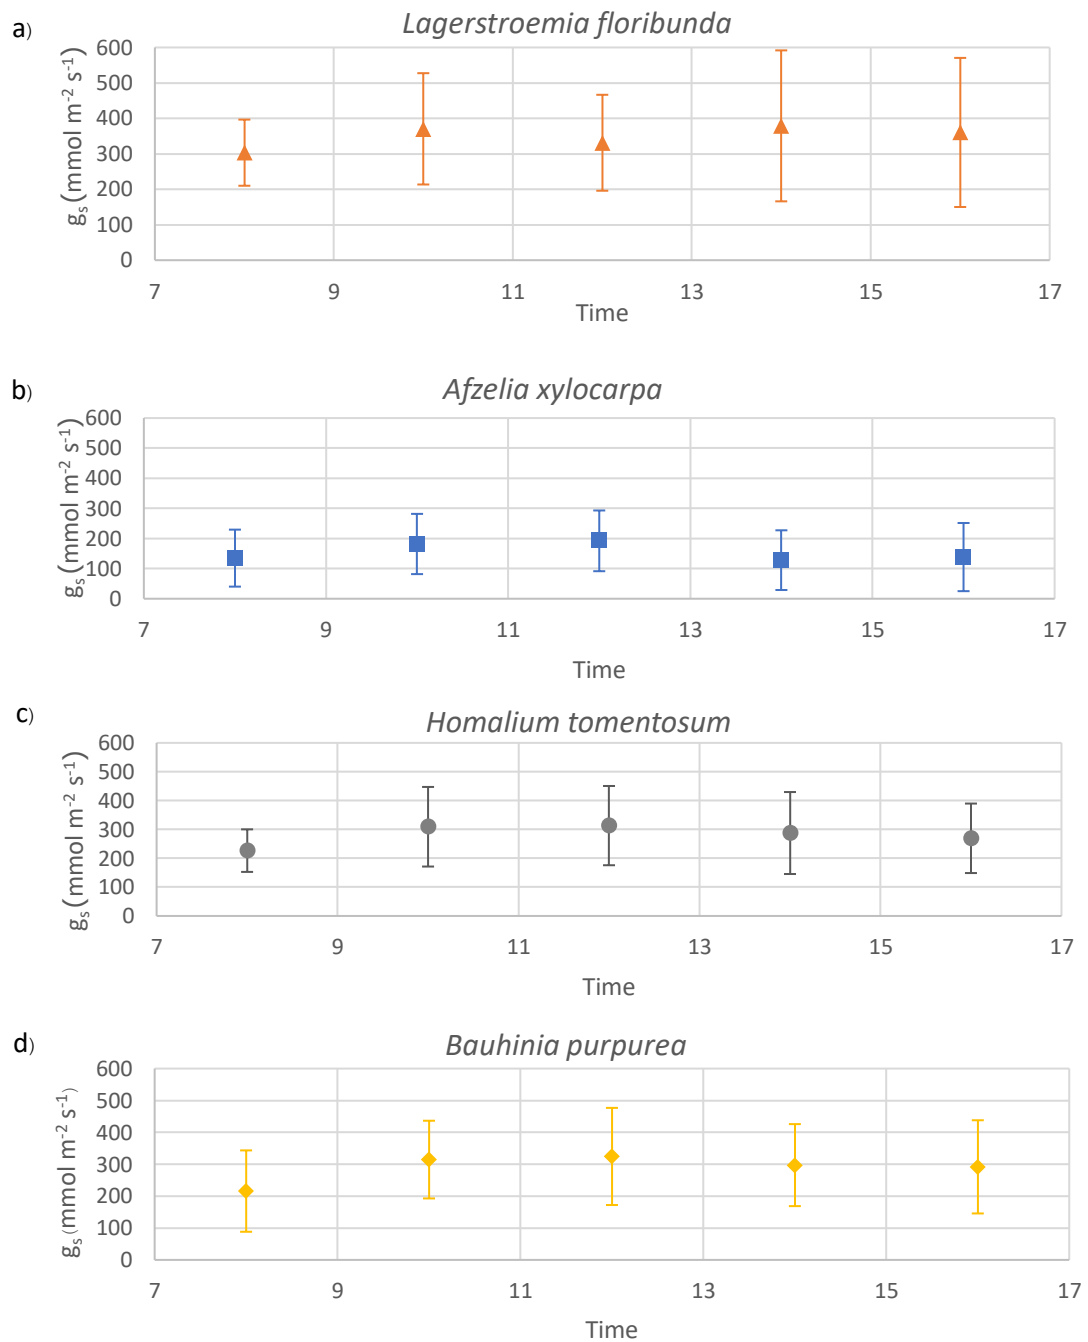 a)
Lagerstroemia floribunda
gs (mmol m-2 s-1)
600
500
400
300
200
100
0
7 9 11 13 15 17
Time
b)
Afzelia xylocarpa
gs (mmol m-2 s-1)
600
500
400
300
200
100
0
7 9 11 13 15 17
Time
c)
Homalium tomentosum
gs (mmol m-2 s-1)
600
500
400
300
200
100
0
7 9 11 13 15 17
Time
d)
Bauhinia purpurea
gs (mmol m-2 s-1)
600
500
400
300
200
100
0
7 9 11 13 15 17
Time